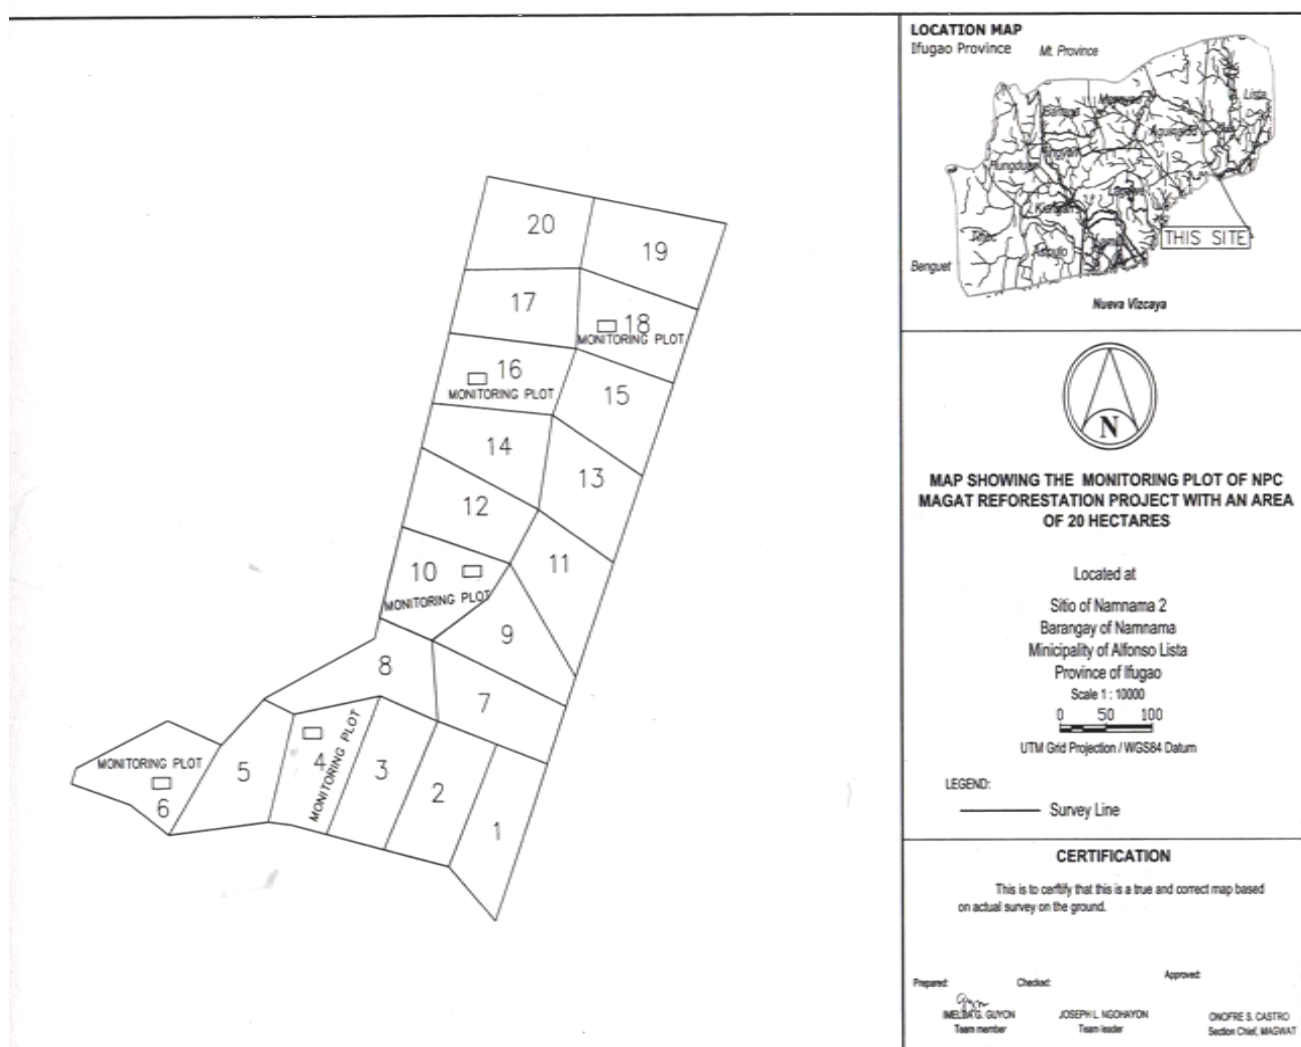 20
19
17
18
MONITORING PLOT
16
MONITORING PLOT
15
14
13
12
11
10
MONITORING PLOT
9
8
7
MONITORING PLOT
6
5
4
MONITORING PLOT
3
2
1
LOCATION MAP
Ifugao Province
Mt. Province
Lista
Kiangan
Benguet
THIS SITE
Nueva Vizcaya
N
MAP SHOWING THE MONITORING PLOT OF NPC
MAGAT REFORESTATION PROJECT WITH AN AREA
OF 20 HECTARES
Located at
Sitio of Namnama 2
Barangay of Namnama
Minicipality of Alfonso Lista
Province of Ifugao
Scale 1 : 10000
0 50 100
UTM Grid Projection / WGS84 Datum
LEGEND:
Survey Line
CERTIFICATION
This is to certify that this is a true and correct map based
on actual survey on the ground.
Prepared: Checked: Approved:
IMELDA G. GUYON JOSEPH L. NGOHAYON ONOFRE S. CASTRO
Team member Team leader Section Chief, MAGWAT